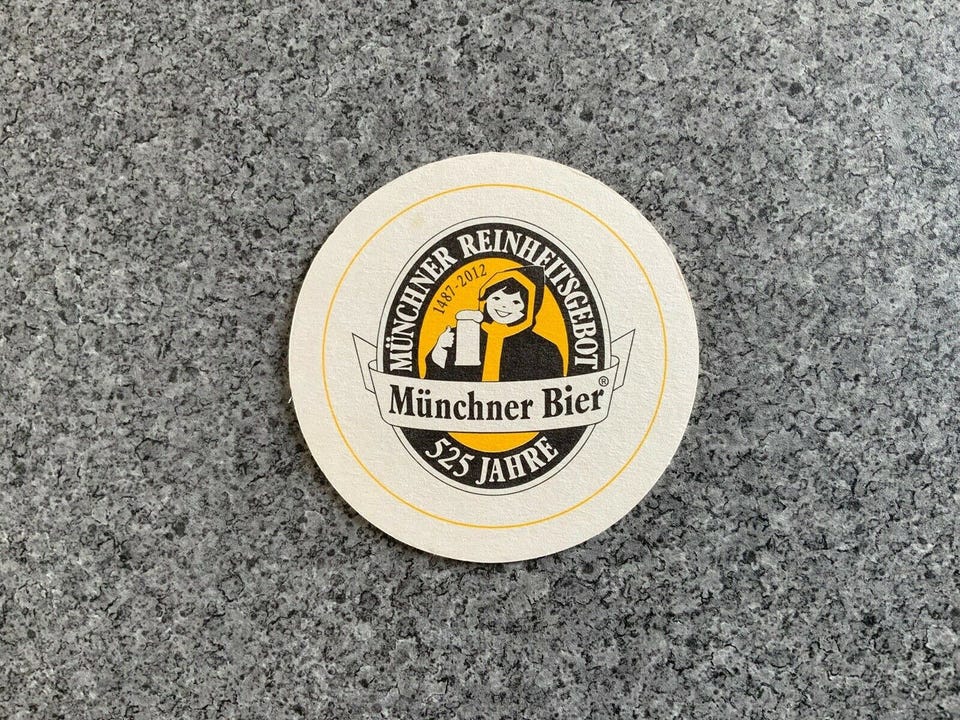 MÜNCHNER REINHEITSGEBOT
1487-2012
Münchner Bier®
525 JAHRE